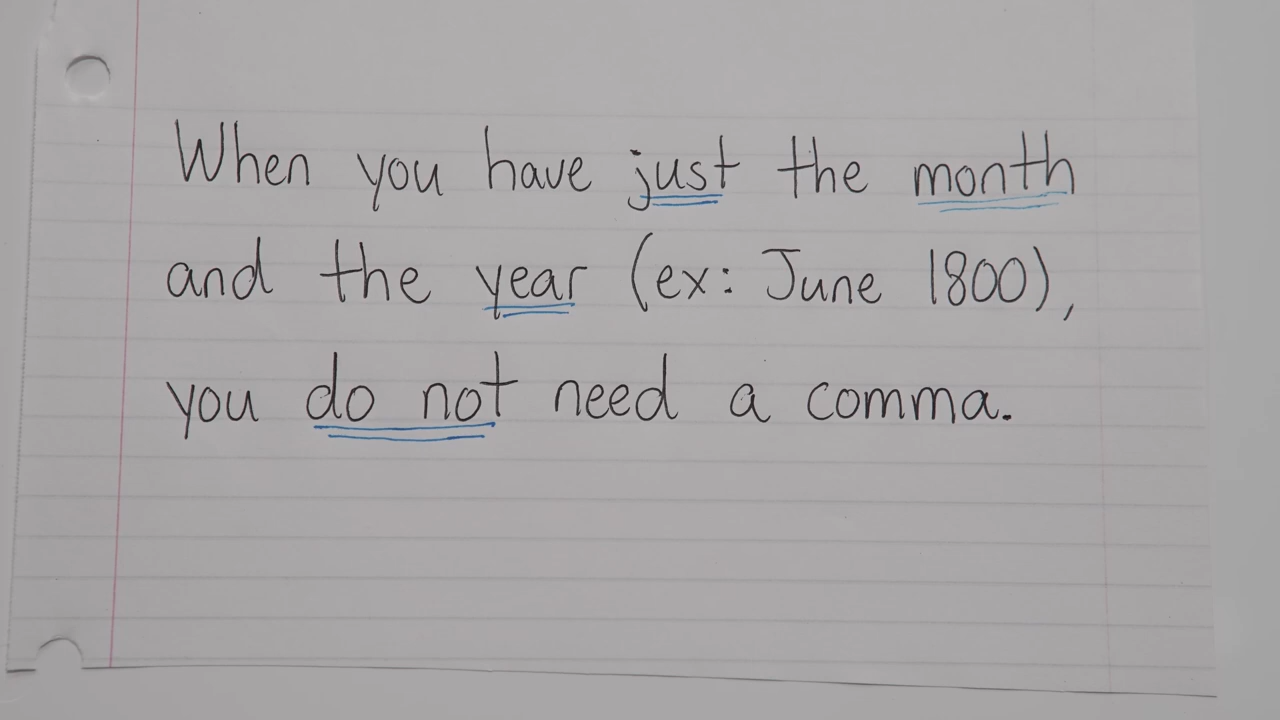 When you have just the month
and the year (ex: June 1800),
you do not need a comma.